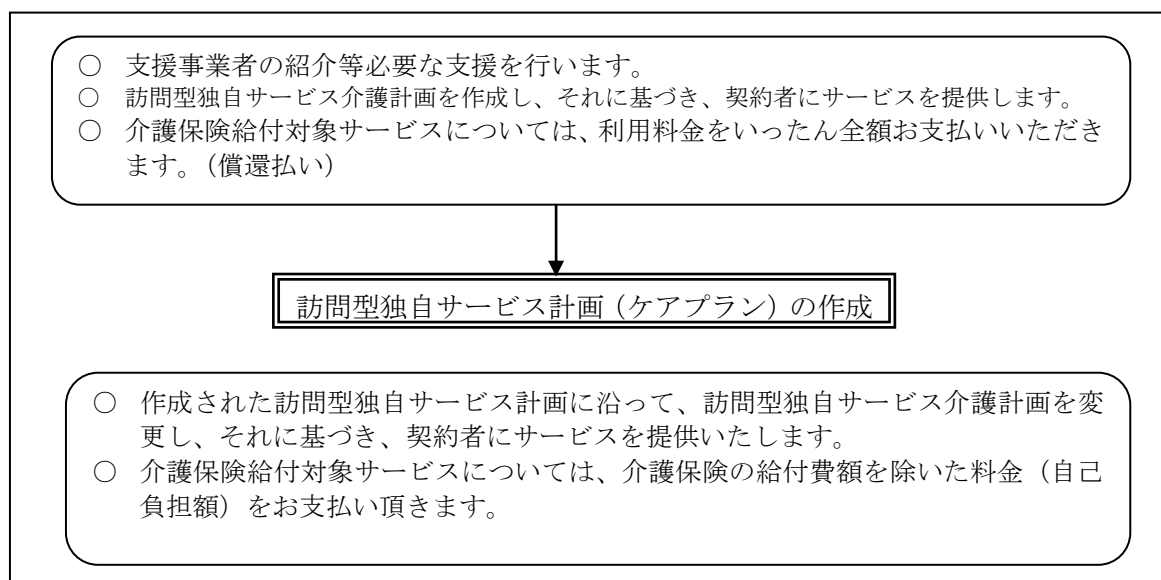 ○ 支援事業者の紹介等必要な支援を行います。
○ 訪問型独自サービス介護計画を作成し、それに基づき、契約者にサービスを提供します。
○ 介護保険給付対象サービスについては、利用料金をいったん全額お支払いいただき
ます。（償還払い）
訪問型独自サービス計画（ケアプラン）の作成
○ 作成された訪問型独自サービス計画に沿って、訪問型独自サービス介護計画を変
更し、それに基づき、契約者にサービスを提供いたします。
○ 介護保険給付対象サービスについては、介護保険の給付費額を除いた料金（自己
負担額）をお支払い頂きます。